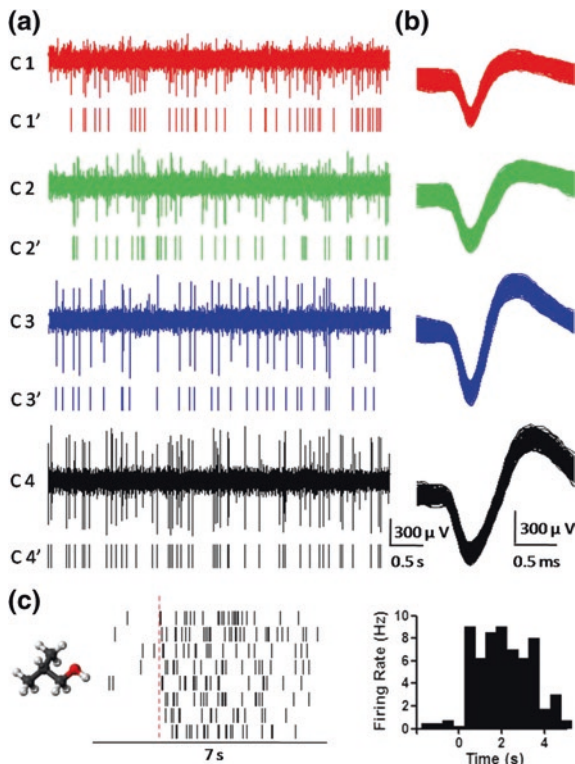 (a)
(b)
C 1
C 1′
C 2
C 2′
C 3
C 3′
C 4
C 4′
300 µ V
0.5 s
300 µ V
0.5 ms
(c)
7 s
Firing Rate (Hz)
10
8
6
4
2
0
0 2 4
Time (s)